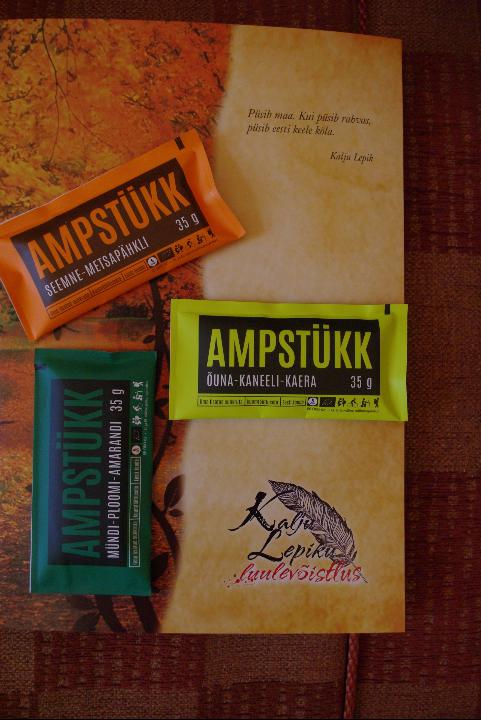 Püsib maa. Kui püsib rahvas,
püsib eesti keele kõla.
Kalju Lepik
AMPSTÜKK
SEEMNE-METSAPÄHKLI
35 g
AMPSTÜKK
ÕUNA-KANEELI-KAERA 35 g
AMPSTÜKK
MÜNDI-PLOOMI-AMARANDI 35 g
Kalju
Lepiku
luulevõistlus